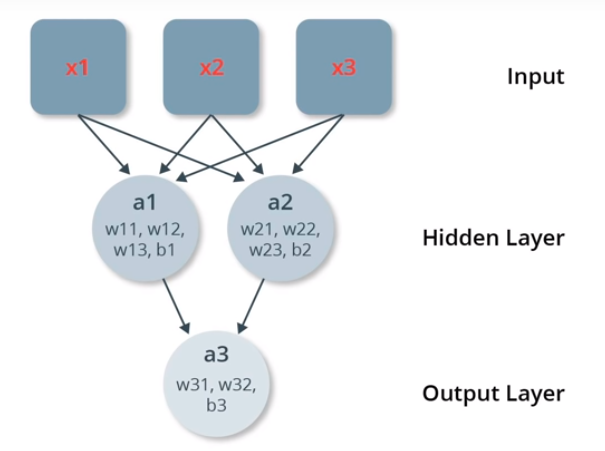 x1
x2
x3
Input
a1
w11, w12,
w13, b1
a2
w21, w22,
w23, b2
Hidden Layer
a3
w31, w32,
b3
Output Layer